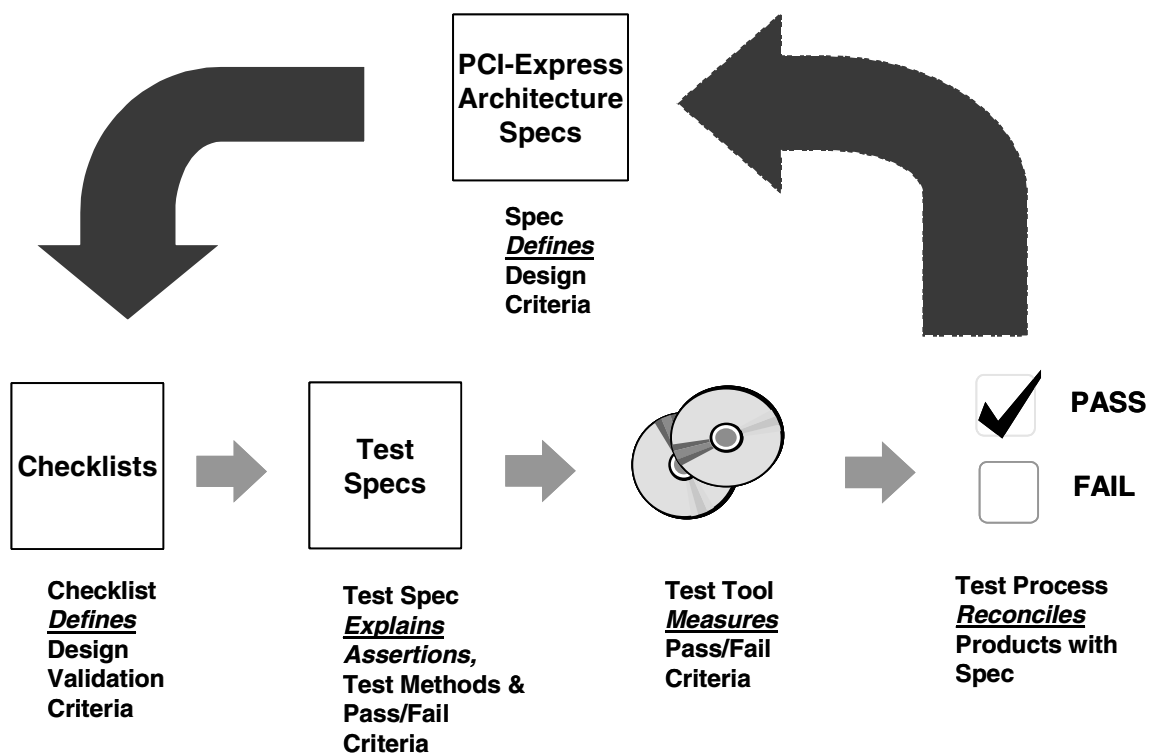 PCI-Express
Architecture
Specs
Spec
Defines
Design
Criteria
Checklists
Test
Specs
PASS
FAIL
Checklist
Defines
Design
Validation
Criteria
Test Spec
Explains
Assertions,
Test Methods &
Pass/Fail
Criteria
Test Tool
Measures
Pass/Fail
Criteria
Test Process
Reconciles
Products with
Spec